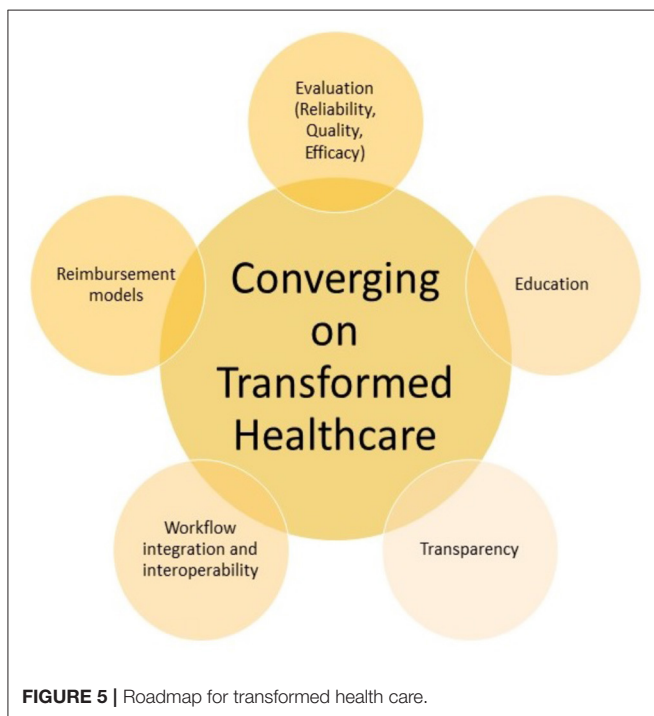 Evaluation
(Reliability,
Quality,
Efficacy)
Reimbursement
models
Converging
on
Transformed
Healthcare
Education
Workflow
integration and
interoperability
Transparency
FIGURE 5 | Roadmap for transformed health care.